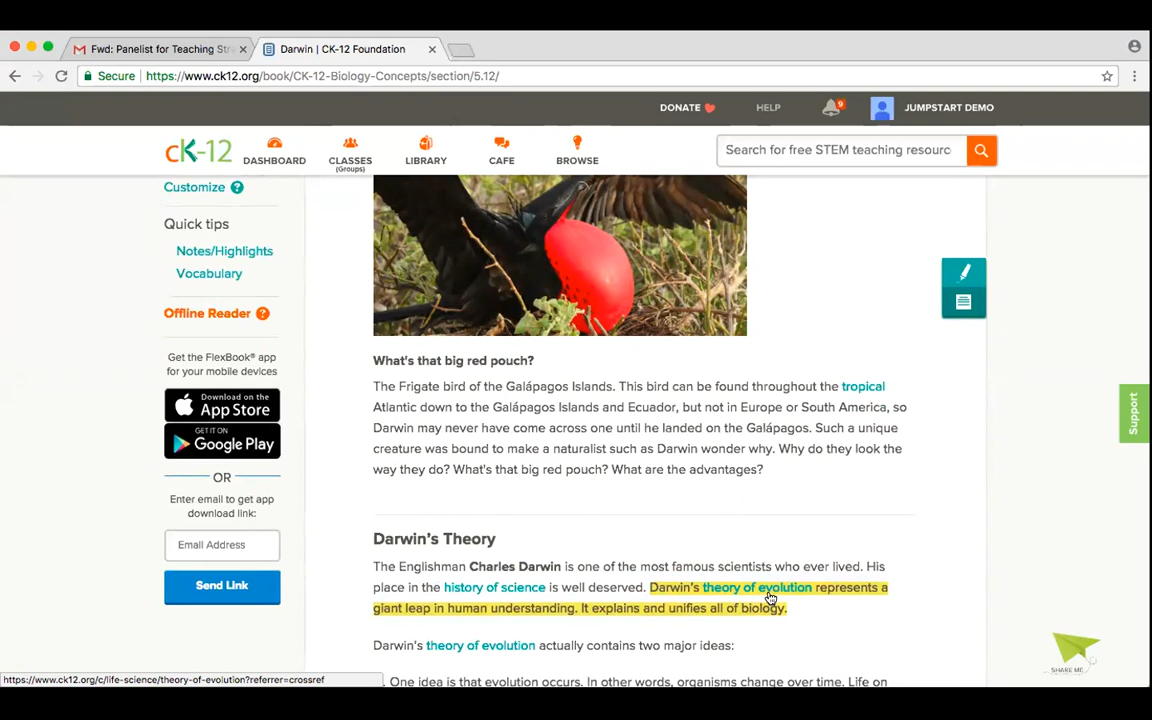 Fwd: Panelist for Teaching Str
Darwin | CK-12 Foundation
Secure https://www.ck12.org/book/CK-12-Biology-Concepts/section/5.12/
DONATE HELP 9 JUMPSTART DEMO
cK-12
DASHBOARD
CLASSES
(Groups)
LIBRARY
CAFE
BROWSE
Search for free STEM teaching resourc
Customize ?
Quick tips
Notes/Highlights
Vocabulary
Offline Reader ?
Get the FlexBook® app
for your mobile devices
Download on the
App Store
GET IT ON
Google Play
OR
Enter email to get app
download link:
Email Address
Send Link
What's that big red pouch?
The Frigate bird of the Galápagos Islands. This bird can be found throughout the tropical
Atlantic down to the Galápagos Islands and Ecuador, but not in Europe or South America, so
Darwin may never have come across one until he landed on the Galápagos. Such a unique
creature was bound to make a naturalist such as Darwin wonder why. Why do they look the
way they do? What's that big red pouch? What are the advantages?
Darwin's Theory
The Englishman Charles Darwin is one of the most famous scientists who ever lived. His
place in the history of science is well deserved. Darwin's theory of evolution represents a
giant leap in human understanding. It explains and unifies all of biology.
Darwin's theory of evolution actually contains two major ideas:
One idea is that evolution occurs. In other words, organisms change over time. Life on
Support
SHARE ME
https://www.ck12.org/c/life-science/theory-of-evolution?referrer=crossref